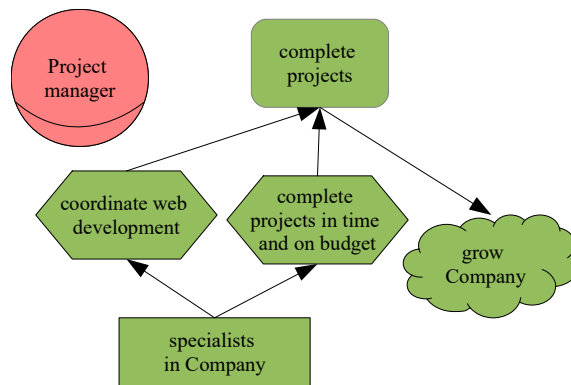 Project
manager
complete
projects
coordinate web
development
complete
projects in time
and on budget
grow
Company
specialists
in Company